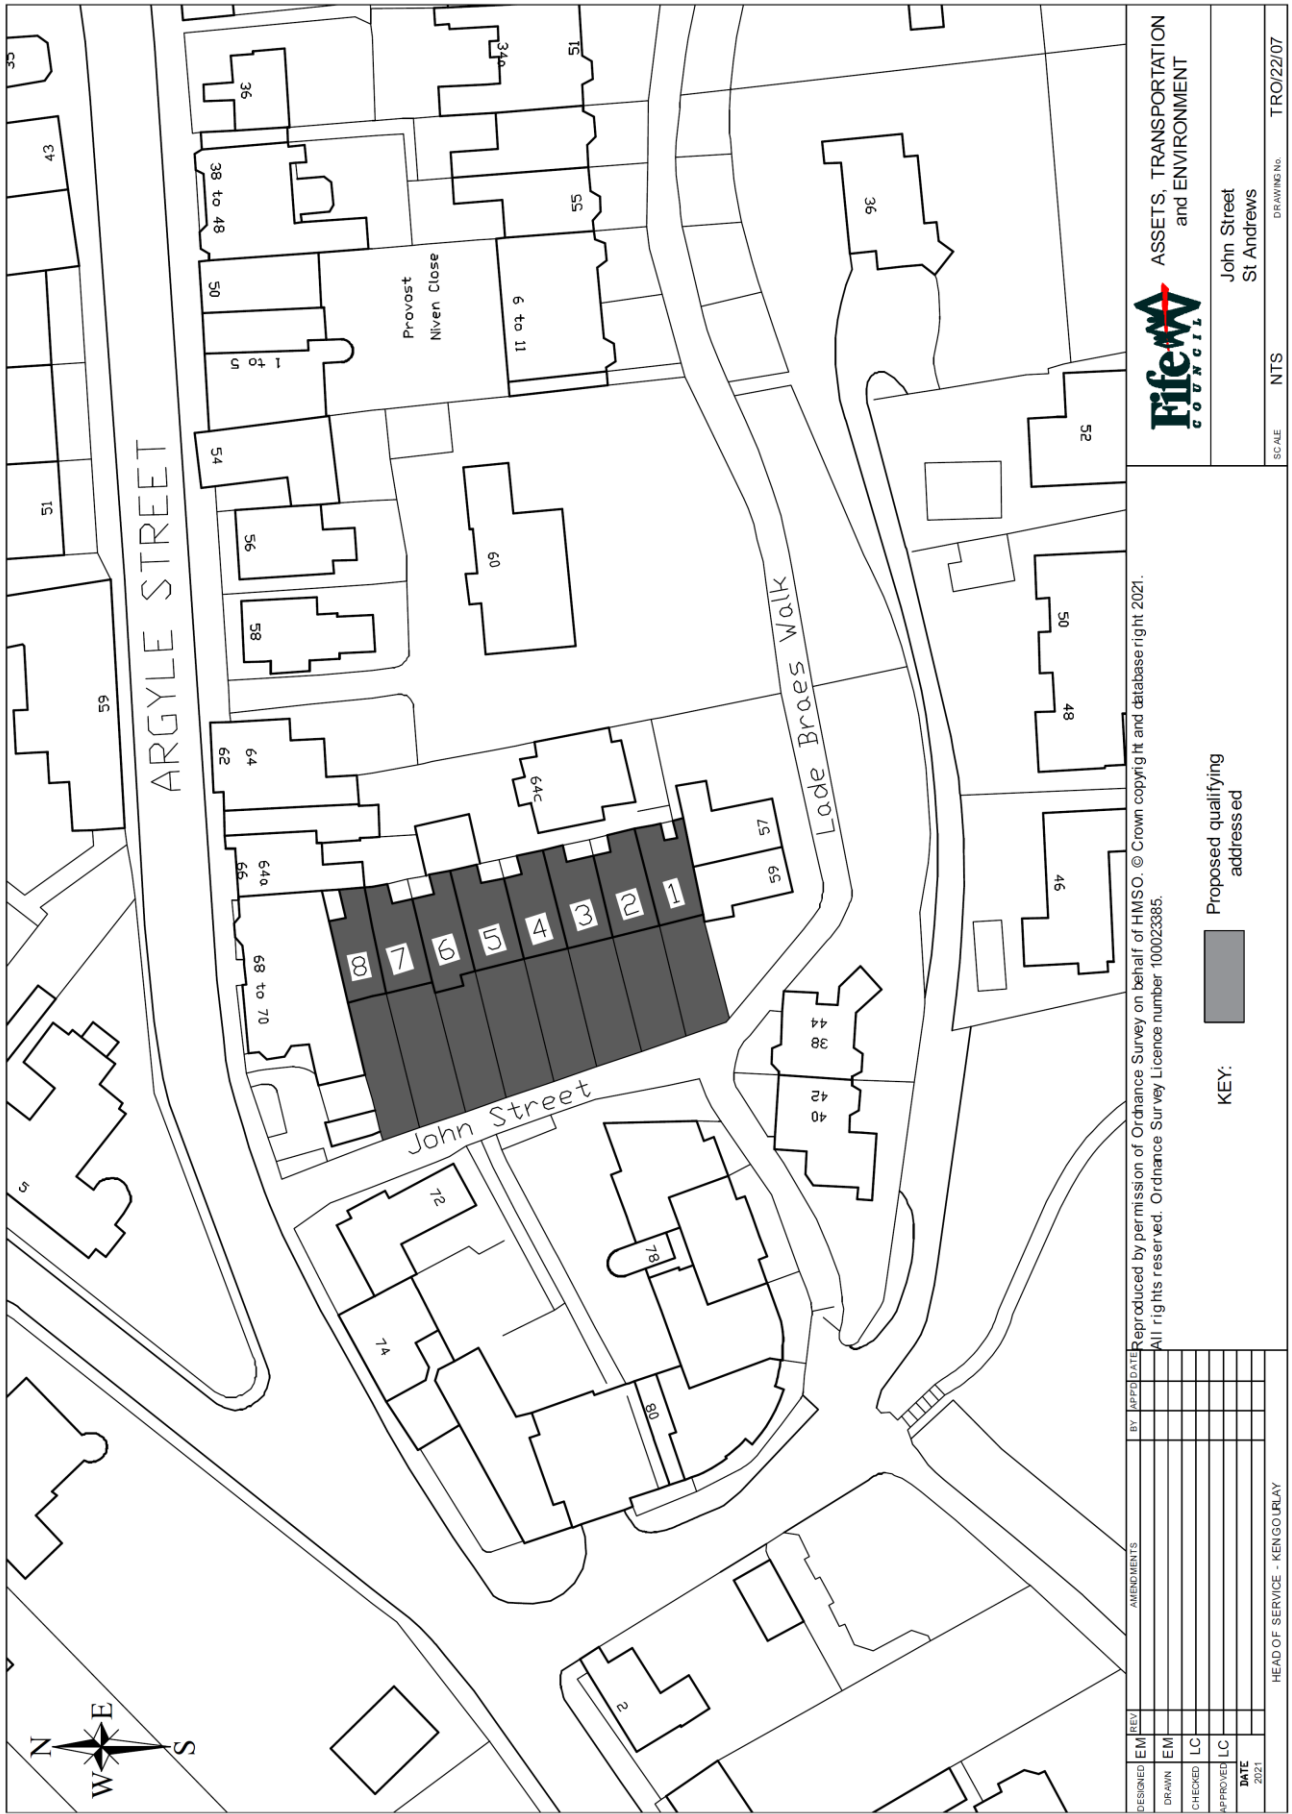 N
W E
S
ARGYLE STREET
John Street
Lade Braes Walk
Provost
Niven Close
35
43
51
65
5
36
38 to 48
50
1 to 5
54
56
58
62
64
66
64a
68 to 70
34a
51
55
6 to 11
60
64c
57
59
8
7
6
5
4
3
2
1
72
74
78
80
2
36
52
50
48
46
38
44
40
42
Reproduced by permission of Ordnance Survey on behalf of HMSO. © Crown copyright and database right 2021.
All rights reserved. Ordnance Survey Licence number 100023385.
KEY:
Proposed qualifying
addressed
Fife
COUNCIL
ASSETS, TRANSPORTATION
and ENVIRONMENT
John Street
St Andrews
SCALE NTS DRAWING No. TRO/22/07
DESIGNED EM
DRAWN EM
CHECKED LC
APPROVED LC
DATE
2021
REV AMENDMENTS BY APP'D DATE
HEAD OF SERVICE - KEN GOURLAY